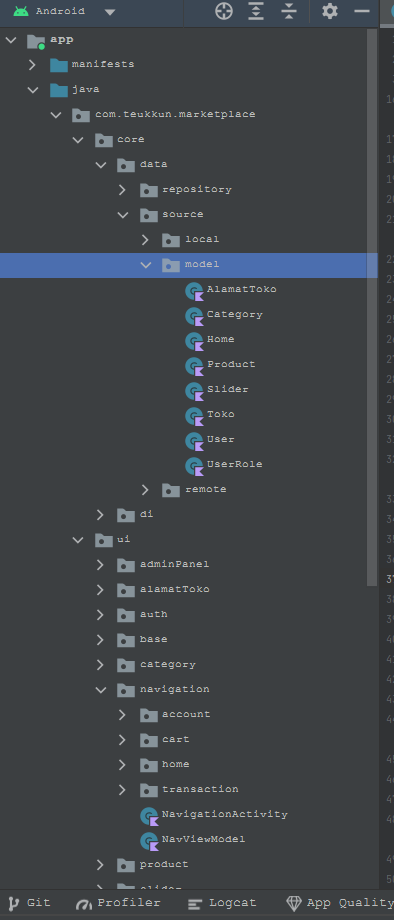 Android
app
manifests
java
com.teukkun.marketplace
core
data
repository
source
local
model
AlamatToko
Category
Home
Product
Slider
Toko
User
UserRole
remote
di
ui
adminPanel
alamatToko
auth
base
category
navigation
account
cart
home
transaction
NavigationActivity
NavViewModel
product
slider
Git Profiler Logcat App Quality